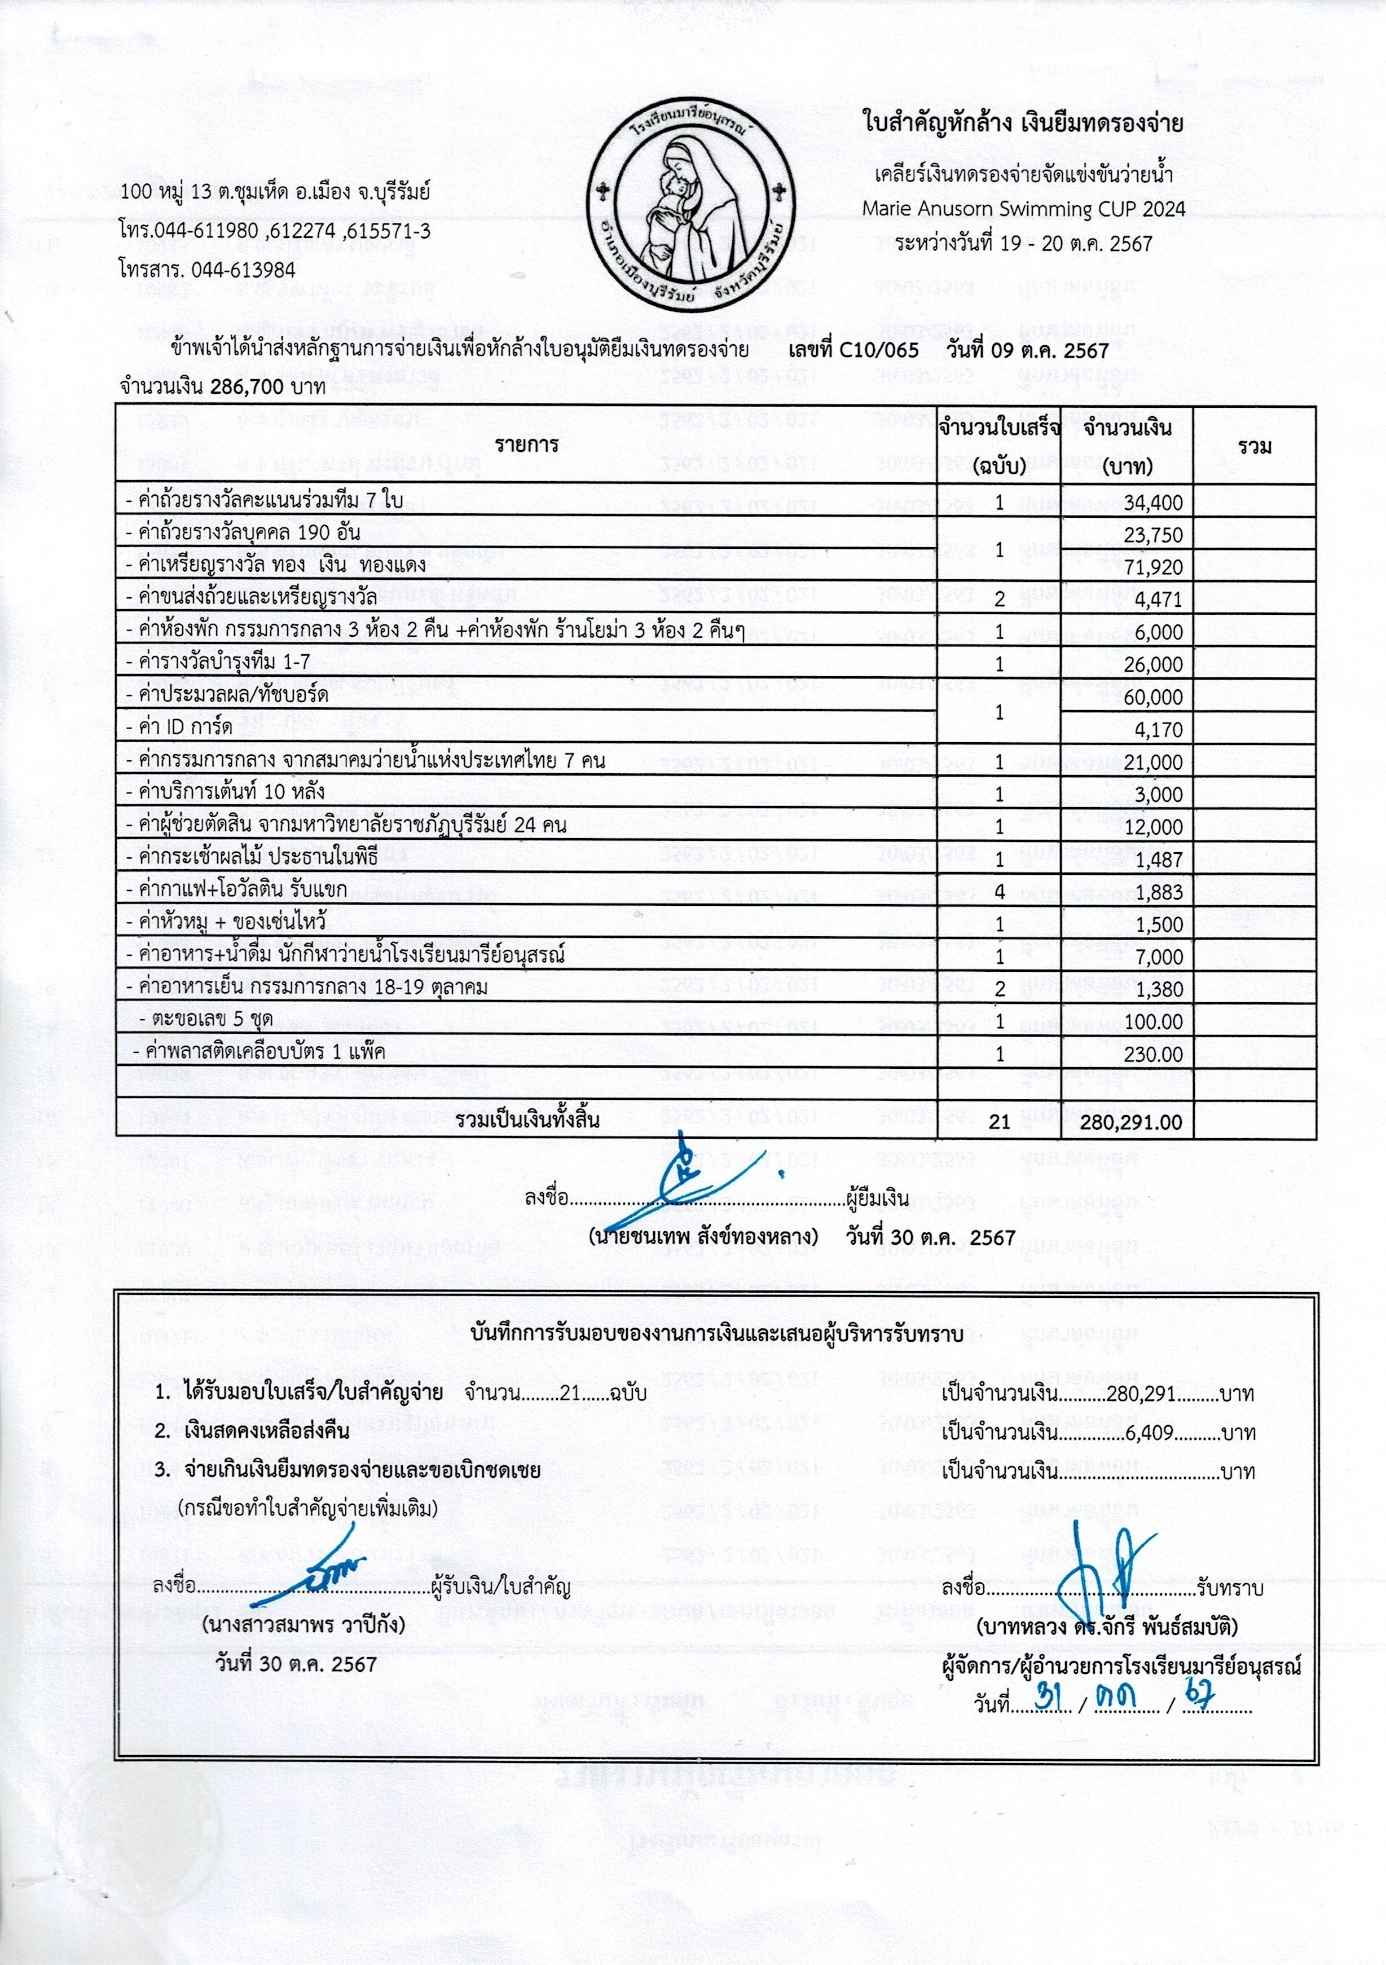 โรงเรียนมารีย์อนุสรณ์
อำเภอเมืองบุรีรัมย์ จังหวัดบุรีรัมย์
ใบสำคัญหักล้าง เงินยืมทดรองจ่าย
เคลียร์เงินทดรองจ่ายจัดแข่งขันว่ายน้ำ
Marie Anusorn Swimming CUP 2024
ระหว่างวันที่ 19 - 20 ต.ค. 2567
100 หมู่ 13 ต.ชุมเห็ด อ.เมือง จ.บุรีรัมย์
โทร.044-611980 ,612274 ,615571-3
โทรสาร. 044-613984
ข้าพเจ้าได้นำส่งหลักฐานการจ่ายเงินเพื่อหักล้างใบอนุมัติยืมเงินทดรองจ่าย เลขที่ C10/065 วันที่ 09 ต.ค. 2567
จำนวนเงิน 286,700 บาท
รายการ จำนวนใบเสร็จ (ฉบับ) จำนวนเงิน (บาท) รวม
- ค่าถ้วยรางวัลคะแนนร่วมทีม 7 ใบ 1 34,400
- ค่าถ้วยรางวัลบุคคล 190 อัน 1 23,750
- ค่าเหรียญรางวัล ทอง เงิน ทองแดง 71,920
- ค่าขนส่งถ้วยและเหรียญรางวัล 2 4,471
- ค่าห้องพัก กรรมการกลาง 3 ห้อง 2 คืน +ค่าห้องพัก ร้านโยม่า 3 ห้อง 2 คืนๆ 1 6,000
- ค่ารางวัลบำรุงทีม 1-7 1 26,000
- ค่าประมวลผล/ทัชบอร์ด 1 60,000
- ค่า ID การ์ด 4,170
- ค่ากรรมการกลาง จากสมาคมว่ายน้ำแห่งประเทศไทย 7 คน 1 21,000
- ค่าบริการเต้นท์ 10 หลัง 1 3,000
- ค่าผู้ช่วยตัดสิน จากมหาวิทยาลัยราชภัฏบุรีรัมย์ 24 คน 1 12,000
- ค่ากระเช้าผลไม้ ประธานในพิธี 1 1,487
- ค่ากาแฟ+โอวัลติน รับแขก 4 1,883
- ค่าหัวหมู + ของเซ่นไหว้ 1 1,500
- ค่าอาหาร+น้ำดื่ม นักกีฬาว่ายน้ำโรงเรียนมารีย์อนุสรณ์ 1 7,000
- ค่าอาหารเย็น กรรมการกลาง 18-19 ตุลาคม 2 1,380
- ตะขอเลข 5 ชุด 1 100.00
- ค่าพลาสติดเคลือบบัตร 1 แพ๊ค 1 230.00
รวมเป็นเงินทั้งสิ้น 21 280,291.00
ลงชื่อ......................................................ผู้ยืมเงิน
(นายชนเทพ สังข์ทองหลาง) วันที่ 30 ต.ค. 2567
บันทึกการรับมอบของงานการเงินและเสนอผู้บริหารรับทราบ
1. ได้รับมอบใบเสร็จ/ใบสำคัญจ่าย จำนวน........21.....ฉบับ เป็นจำนวนเงิน..........280,291.........บาท
2. เงินสดคงเหลือส่งคืน เป็นจำนวนเงิน..............6,409..........บาท
3. จ่ายเกินเงินยืมทดรองจ่ายและขอเบิกชดเชย เป็นจำนวนเงิน..................................บาท
(กรณีขอทำใบสำคัญจ่ายเพิ่มเติม)
ลงชื่อ................................................ผู้รับเงิน/ใบสำคัญ ลงชื่อ...........................................รับทราบ
(นางสาวสมาพร วาปีกัง) (บาทหลวง ดร.จักรี พันธ์สมบัติ)
วันที่ 30 ต.ค. 2567 ผู้จัดการ/ผู้อำนวยการโรงเรียนมารีย์อนุสรณ์
วันที่ 31 / ตค / 67